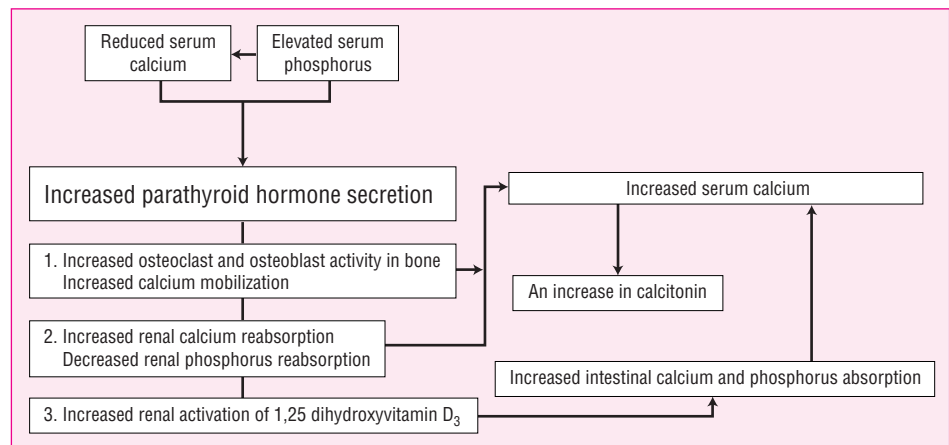 Reduced serum
calcium
Elevated serum
phosphorus
Increased parathyroid hormone secretion
Increased serum calcium
1. Increased osteoclast and osteoblast activity in bone
Increased calcium mobilization
An increase in calcitonin
2. Increased renal calcium reabsorption
Decreased renal phosphorus reabsorption
Increased intestinal calcium and phosphorus absorption
3. Increased renal activation of 1,25 dihydroxyvitamin D₃